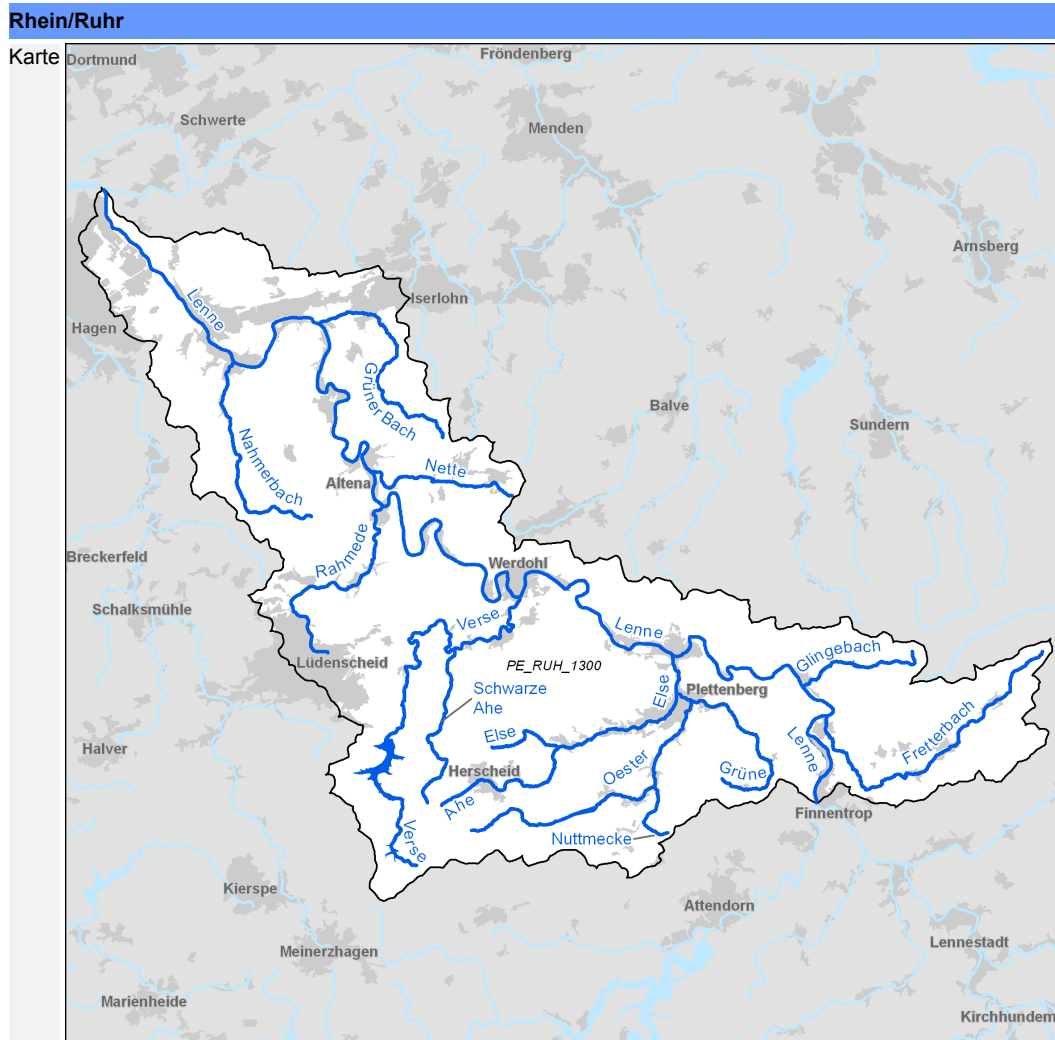 Rhein/Ruhr
Karte
Dortmund
Fröndenberg
Schwerte
Menden
Arnsberg
Iserlohn
Lenne
Hagen
Grüner Bach
Balve
Sundern
Nahmerbach
Nette
Altena
Rahmede
Breckerfeld
Werdohl
Schalksmühle
Verse
Lenne
Glingebach
Lüdenscheid
PE_RUH_1300
Schwarze
Ahe
Else
Plettenberg
Fretterbach
Halver
Else
Lenne
Herscheid
Oester
Grüne
Ahe
Finnentrop
Verse
Nuttmecke
Kierspe
Attendorn
Meinerzhagen
Lennestadt
Marienheide
Kirchhundem